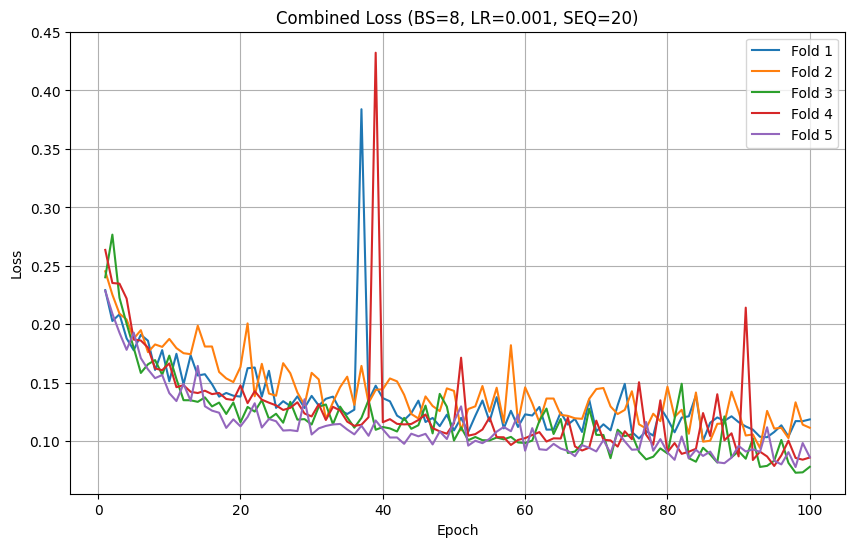 Combined Loss (BS=8, LR=0.001, SEQ=20)
0.45
0.40
0.35
0.30
0.25
0.20
0.15
0.10
Loss
Fold 1
Fold 2
Fold 3
Fold 4
Fold 5
0 20 40 60 80 100
Epoch